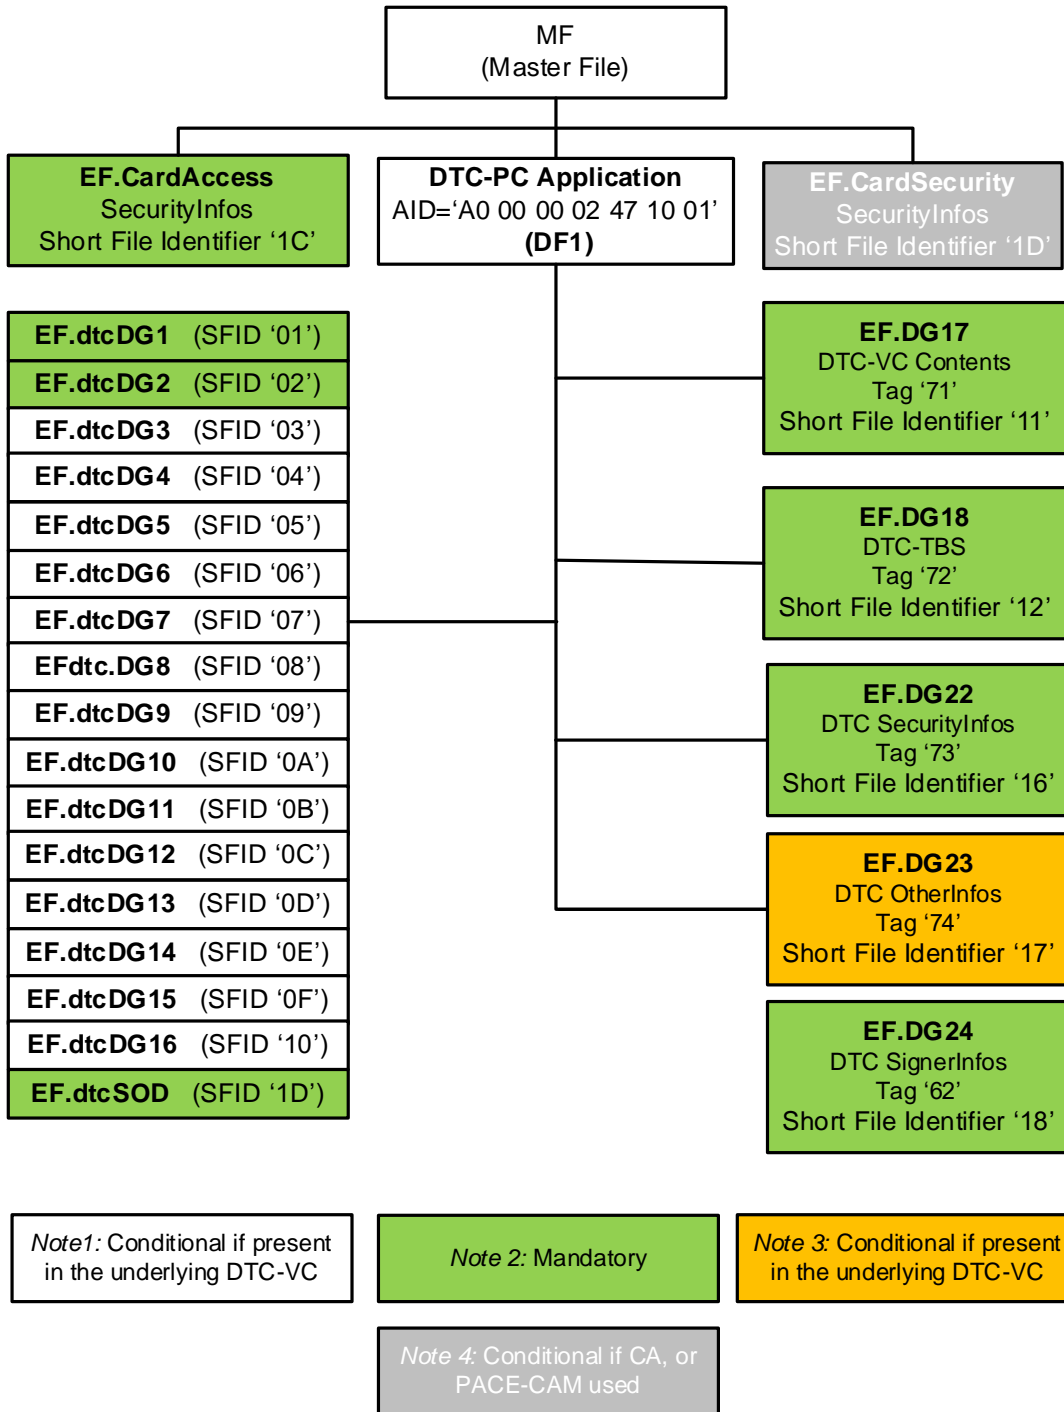 MF
(Master File)
EF.CardAccess
SecurityInfos
Short File Identifier ‘1C’
DTC-PC Application
AID=‘A0 00 00 02 47 10 01’
(DF1)
EF.CardSecurity
SecurityInfos
Short File Identifier ‘1D’
EF.dtcDG1 (SFID ‘01’)
EF.dtcDG2 (SFID ‘02’)
EF.dtcDG3 (SFID ‘03’)
EF.dtcDG4 (SFID ‘04’)
EF.dtcDG5 (SFID ‘05’)
EF.dtcDG6 (SFID ‘06’)
EF.dtcDG7 (SFID ‘07’)
EFdtc.DG8 (SFID ‘08’)
EF.dtcDG9 (SFID ‘09’)
EF.dtcDG10 (SFID ‘0A’)
EF.dtcDG11 (SFID ‘0B’)
EF.dtcDG12 (SFID ‘0C’)
EF.dtcDG13 (SFID ‘0D’)
EF.dtcDG14 (SFID ‘0E’)
EF.dtcDG15 (SFID ‘0F’)
EF.dtcDG16 (SFID ‘10’)
EF.dtcSOD (SFID ‘1D’)
EF.DG17
DTC-VC Contents
Tag ‘71’
Short File Identifier ‘11’
EF.DG18
DTC-TBS
Tag ‘72’
Short File Identifier ‘12’
EF.DG22
DTC SecurityInfos
Tag ‘73’
Short File Identifier ‘16’
EF.DG23
DTC OtherInfos
Tag ‘74’
Short File Identifier ‘17’
EF.DG24
DTC SignerInfos
Tag ‘62’
Short File Identifier ‘18’
Note1: Conditional if present
in the underlying DTC-VC
Note 2: Mandatory
Note 3: Conditional if present
in the underlying DTC-VC
Note 4: Conditional if CA, or
PACE-CAM used